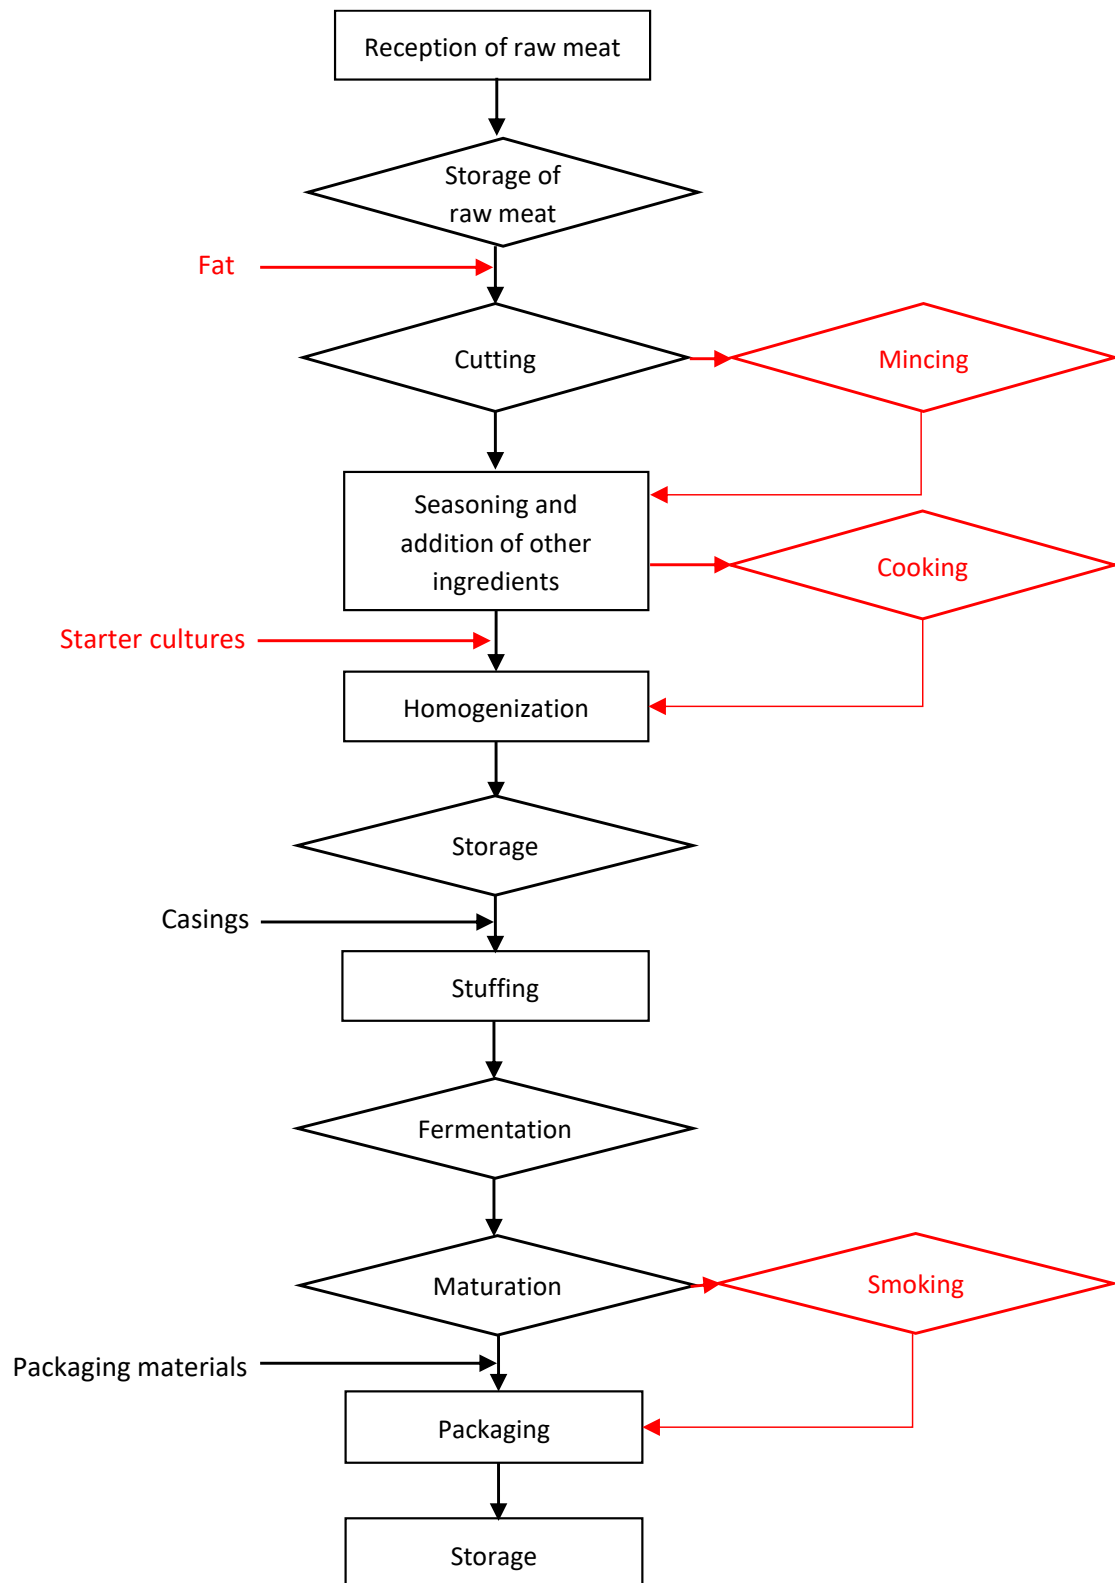 Reception of raw meat
Storage of
raw meat
Fat
Cutting
Mincing
Seasoning and
addition of other
ingredients
Cooking
Starter cultures
Homogenization
Storage
Casings
Stuffing
Fermentation
Maturation
Smoking
Packaging materials
Packaging
Storage